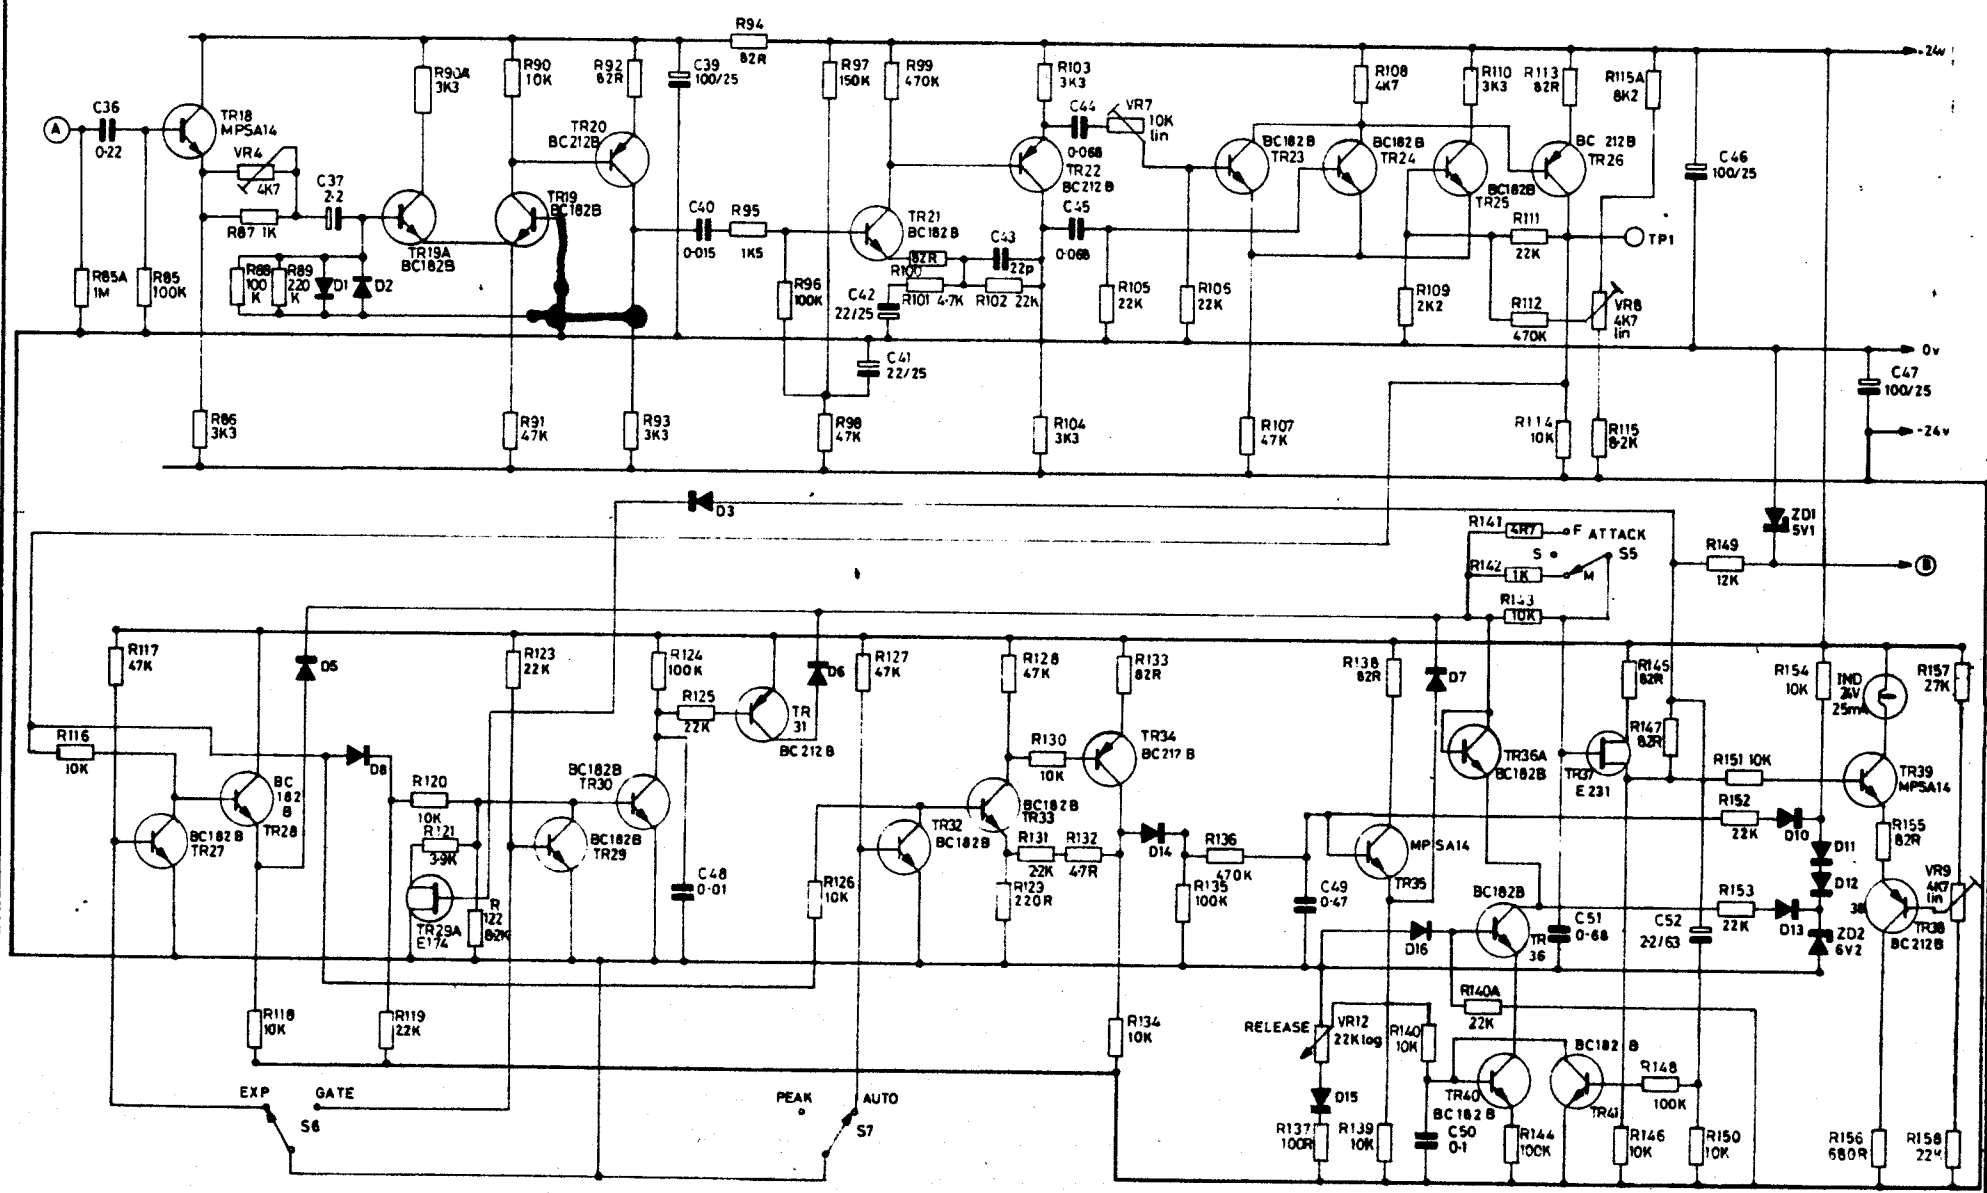 R94
82R
+24v
R90A
3K3
R90
10K
R92
82R
C39
100/25
R97
150K
R99
470K
R103
3K3
R108
4K7
R110
3K3
R113
82R
R115A
8K2
A
C36
0·22
TR18
MPSA14
VR4
4K7
R87 1K
C37
2·2
TR19A
BC182B
TR20
BC212B
TR19
BC182B
C40
0·015
R95
1K5
TR21
BC182B
C43
22p
82R
R100
R101 4·7K
R102 22K
C44
0·068
VR7
10K
lin
TR22
BC212B
C45
0·068
BC182B
TR23
BC182B
TR24
BC182B
TR25
BC 212B
TR26
R111
22K
TP1
C46
100/25
R85A
1M
R85
100K
R88
100
K
R89
220
K
D1
D2
R96
100K
C42
22/25
C41
22/25
R105
22K
R106
22K
R109
2K2
R112
470K
VR8
4K7
lin
0v
C47
100/25
-24v
R86
3K3
R91
47K
R93
3K3
R98
47K
R104
3K3
R107
47K
R114
10K
R115
8·2K
D3
ZD1
5V1
R141
4R7
F ATTACK
S
S5
R142
1K
M
R143
10K
R149
12K
B
R117
47K
D5
R123
22K
R124
100K
R125
22K
TR
31
BC212B
D6
R127
47K
R128
47K
R133
82R
R138
82R
D7
R145
82R
R147
82R
R154
10K
IND
24V
25mA
R157
27K
R116
10K
BC
182
B
TR28
BC182B
TR27
D8
R120
10K
R121
3·9K
TR29A
E174
R
122
82K
BC182B
TR30
BC182B
TR29
C48
0·01
R126
10K
TR32
BC182B
R130
10K
TR34
BC217B
BC182B
TR33
R131
22K
R132
4·7R
R123
220R
D14
R135
100K
R136
470K
C49
0·47
MPSA14
TR35
TR36A
BC182B
TR37
E231
R151 10K
R152
22K
D10
TR39
MPSA14
R155
82R
D11
D12
VR9
4K7
lin
R153
22K
D13
ZD2
6V2
38
TR38
BC212B
BC182B
TR
36
D16
C51
0·68
C52
2·2/63
R118
10K
R119
22K
R134
10K
R140A
22K
RELEASE
VR12
22K log
R140
10K
BC182B
TR41
TR40
BC182B
R148
100K
D15
EXP
GATE
S6
PEAK
AUTO
S7
R137
100R
R139
10K
C50
0·1
R144
100K
R146
10K
R150
10K
R156
680R
R158
22K